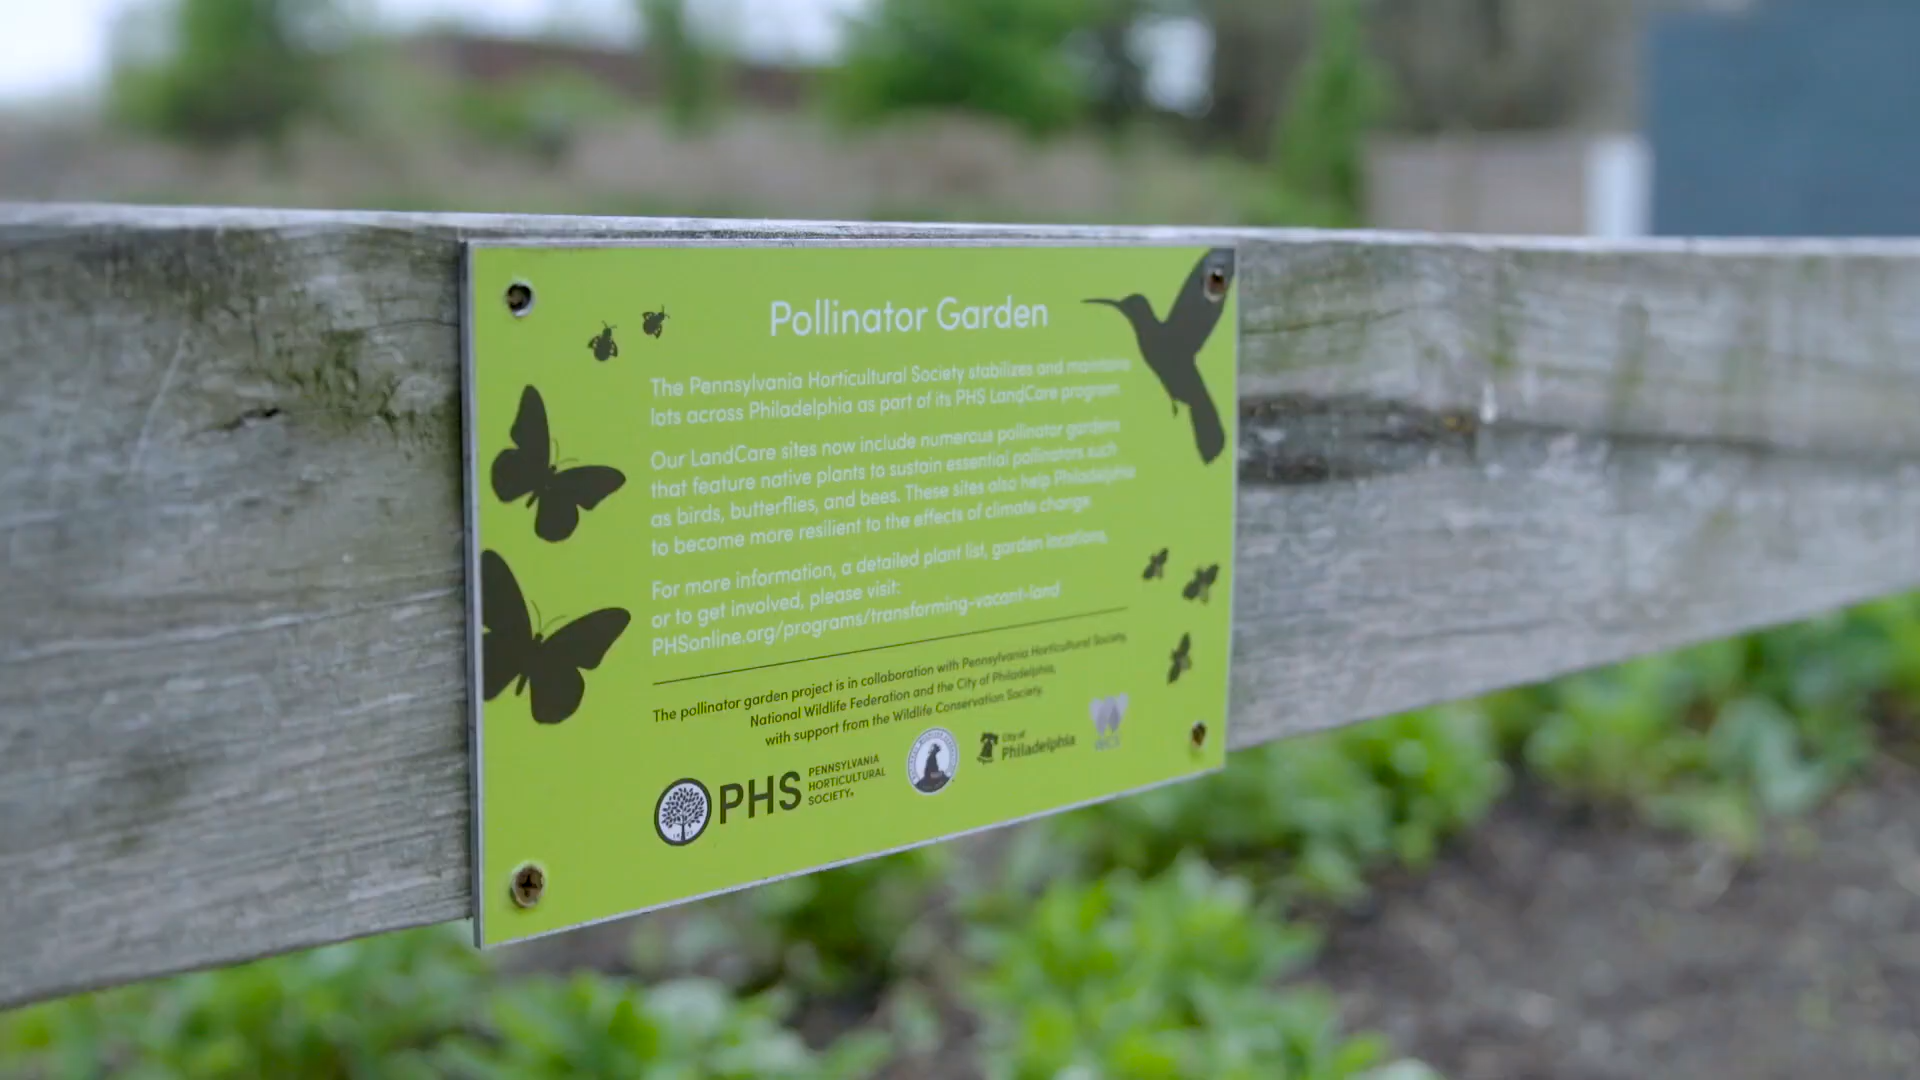 Pollinator Garden
The Pennsylvania Horticultural Society stabilizes and maintains
lots across Philadelphia as part of its PHS LandCare program.
Our LandCare sites now include numerous pollinator gardens
that feature native plants to sustain essential pollinators such
as birds, butterflies, and bees. These sites also help Philadelphia
to become more resilient to the effects of climate change.
For more information, a detailed plant list, garden locations,
or to get involved, please visit:
PHSonline.org/programs/transforming-vacant-land
The pollinator garden project is in collaboration with Pennsylvania Horticultural Society,
National Wildlife Federation and the City of Philadelphia,
with support from the Wildlife Conservation Society.
PHS
PENNSYLVANIA
HORTICULTURAL
SOCIETY®
City of
Philadelphia
WCS